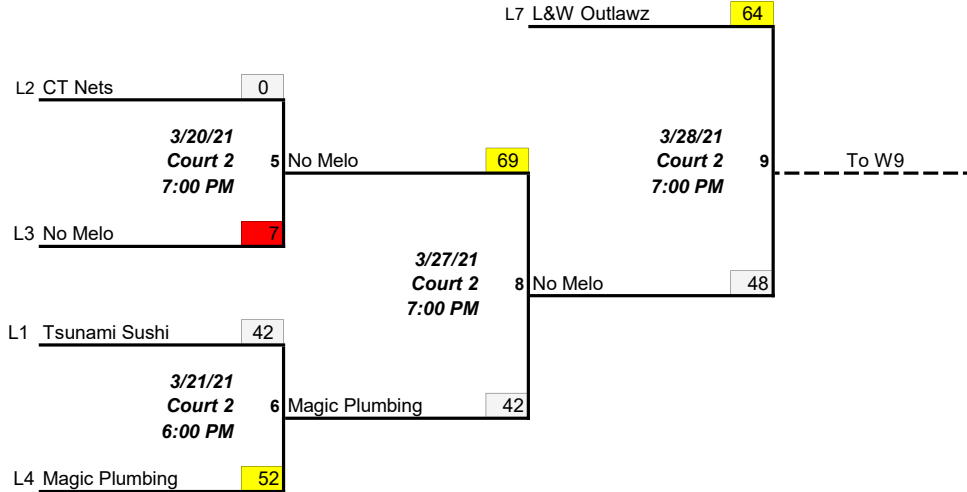 L7 L&W Outlawz 64
L2 CT Nets 0
3/20/21
Court 2
7:00 PM
5 No Melo 69
L3 No Melo 7
3/28/21
Court 2
7:00 PM
9
To W9
3/27/21
Court 2
7:00 PM
8 No Melo 48
L1 Tsunami Sushi 42
3/21/21
Court 2
6:00 PM
6 Magic Plumbing 42
L4 Magic Plumbing 52